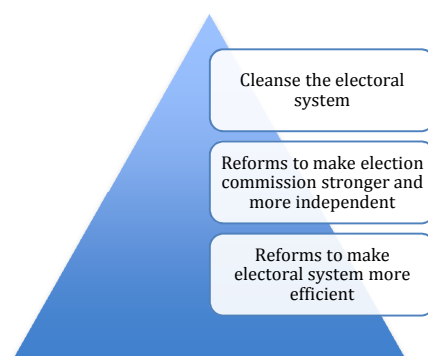 Cleanse the electoral
system
Reforms to make election
commission stronger and
more independent
Reforms to make
electoral system more
efficient